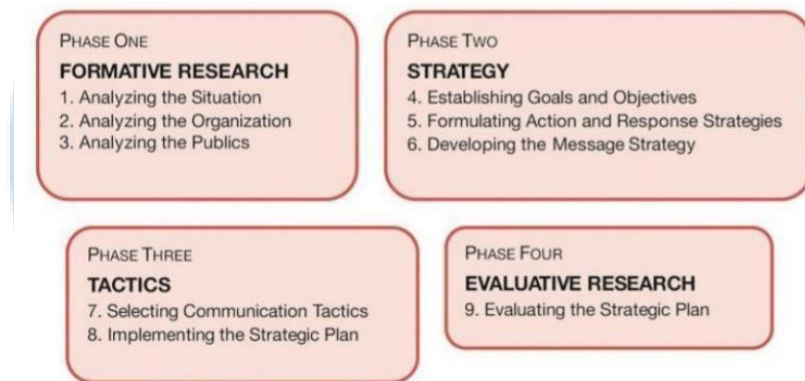 PHASE ONE
FORMATIVE RESEARCH
1. Analyzing the Situation
2. Analyzing the Organization
3. Analyzing the Publics
PHASE TWO
STRATEGY
4. Establishing Goals and Objectives
5. Formulating Action and Response Strategies
6. Developing the Message Strategy
PHASE THREE
TACTICS
7. Selecting Communication Tactics
8. Implementing the Strategic Plan
PHASE FOUR
EVALUATIVE RESEARCH
9. Evaluating the Strategic Plan